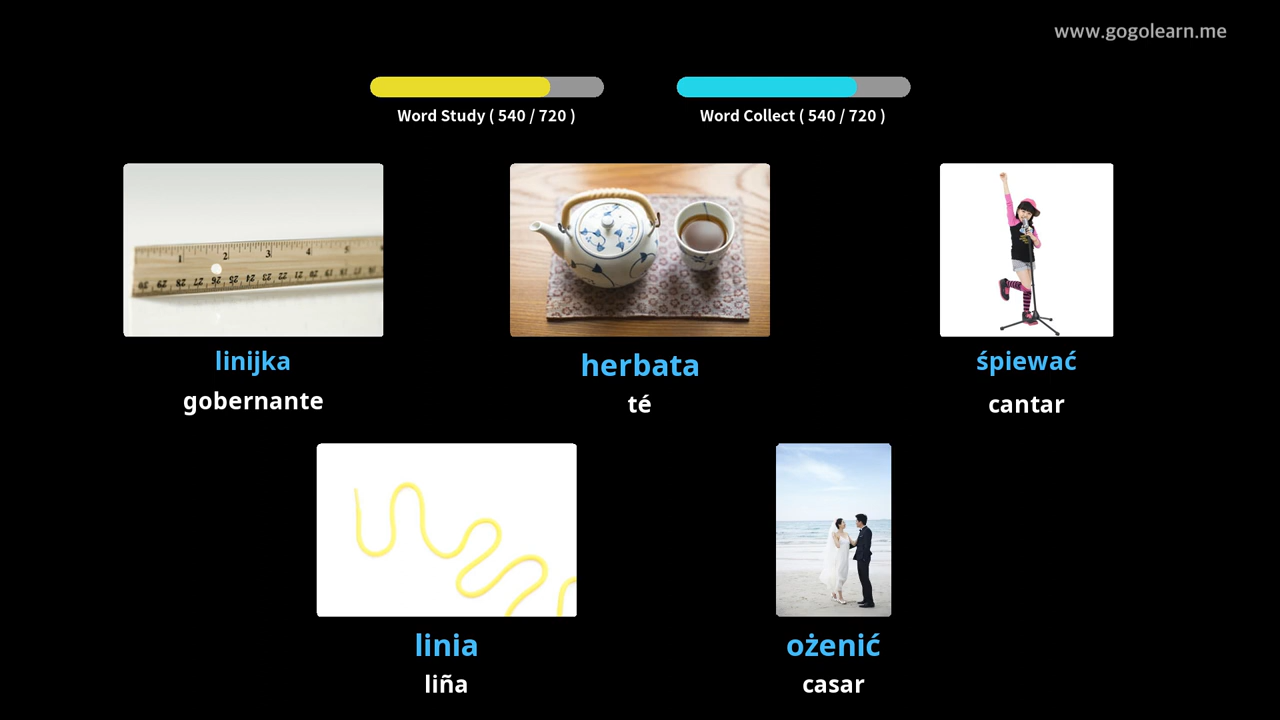 www.gogolearn.me
Word Study ( 540 / 720 )
Word Collect ( 540 / 720 )
linijka
gobernante
herbata
té
śpiewać
cantar
linia
liña
ożenić
casar